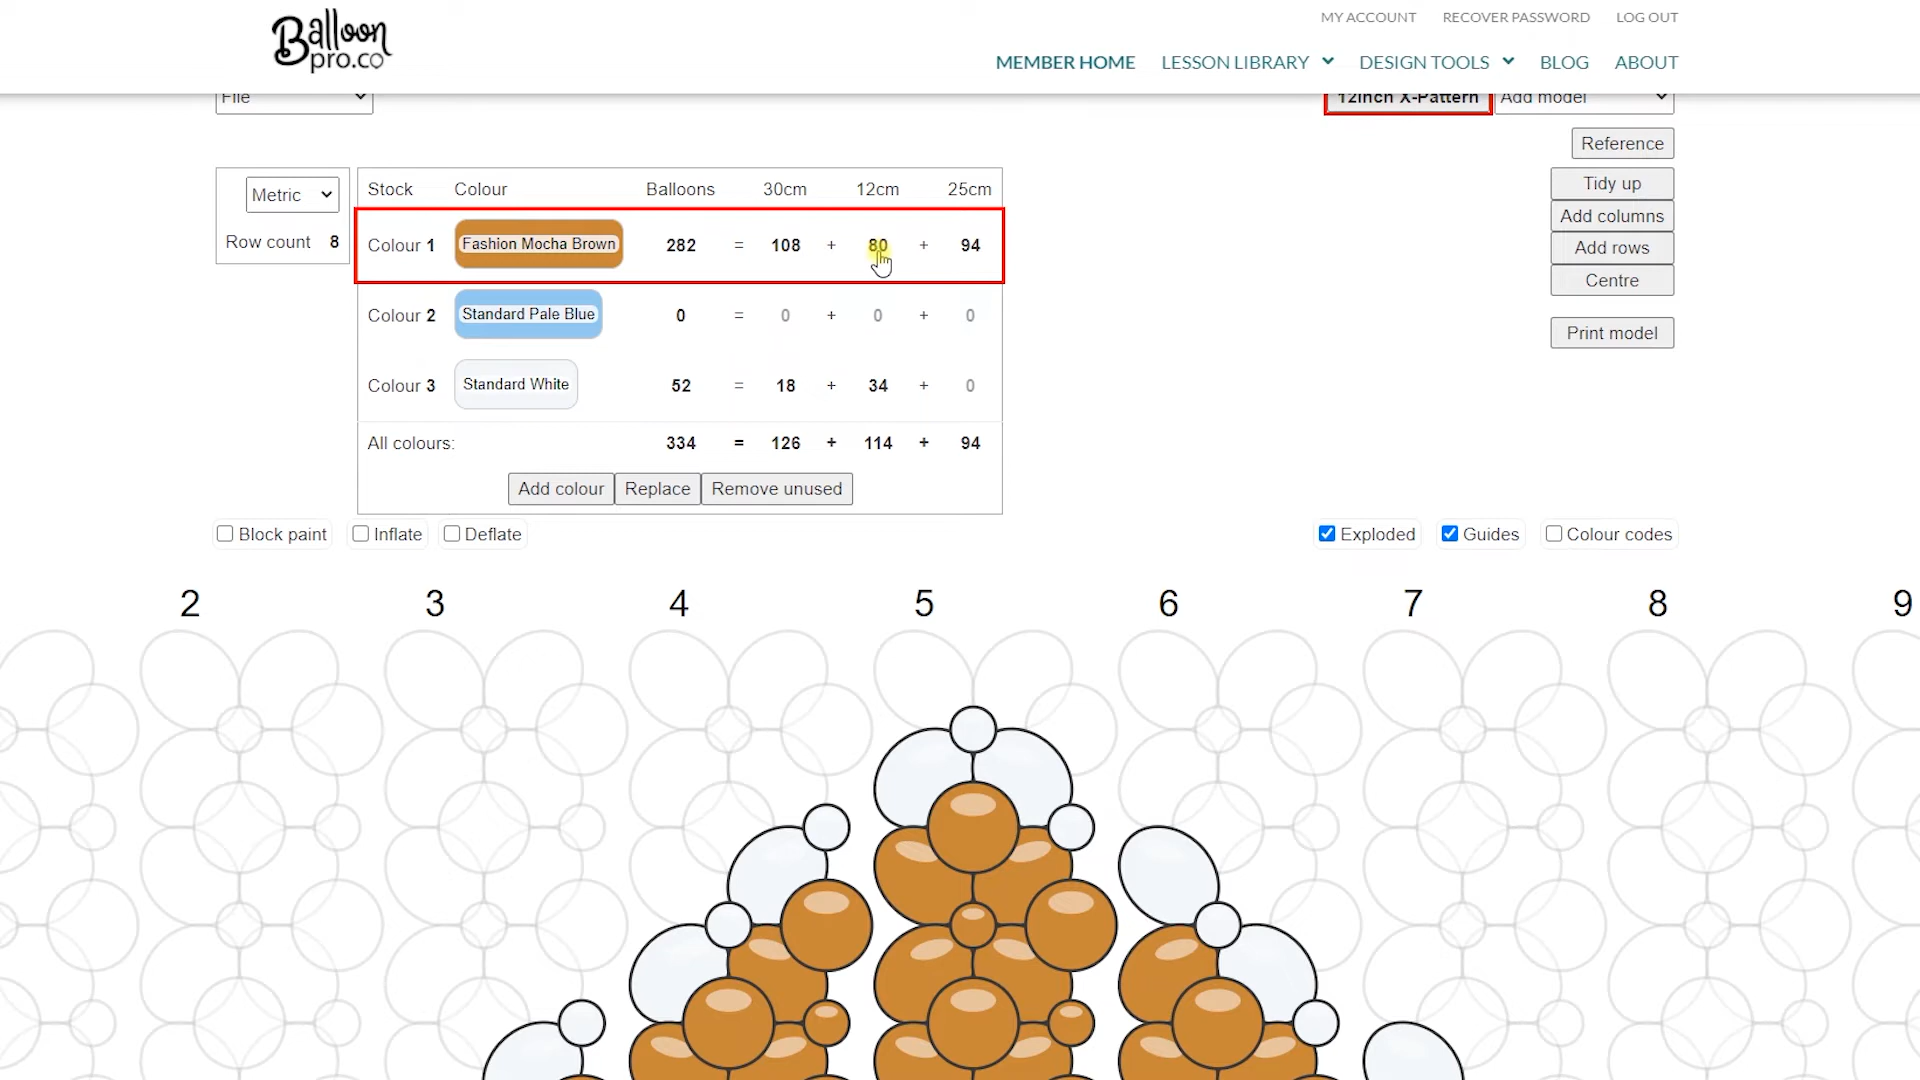 Balloon
pro.co
MY ACCOUNT RECOVER PASSWORD LOG OUT
MEMBER HOME LESSON LIBRARY DESIGN TOOLS BLOG ABOUT
File 12inch X-Pattern Add model
Reference
Metric
Row count 8
Stock Colour Balloons 30cm 12cm 25cm
Colour 1 Fashion Mocha Brown 282 = 108 + 80 + 94
Colour 2 Standard Pale Blue 0 = 0 + 0 + 0
Colour 3 Standard White 52 = 18 + 34 + 0
All colours: 334 = 126 + 114 + 94
Add colour Replace Remove unused
Tidy up
Add columns
Add rows
Centre
Print model
Block paint Inflate Deflate Exploded Guides Colour codes
2 3 4 5 6 7 8 9